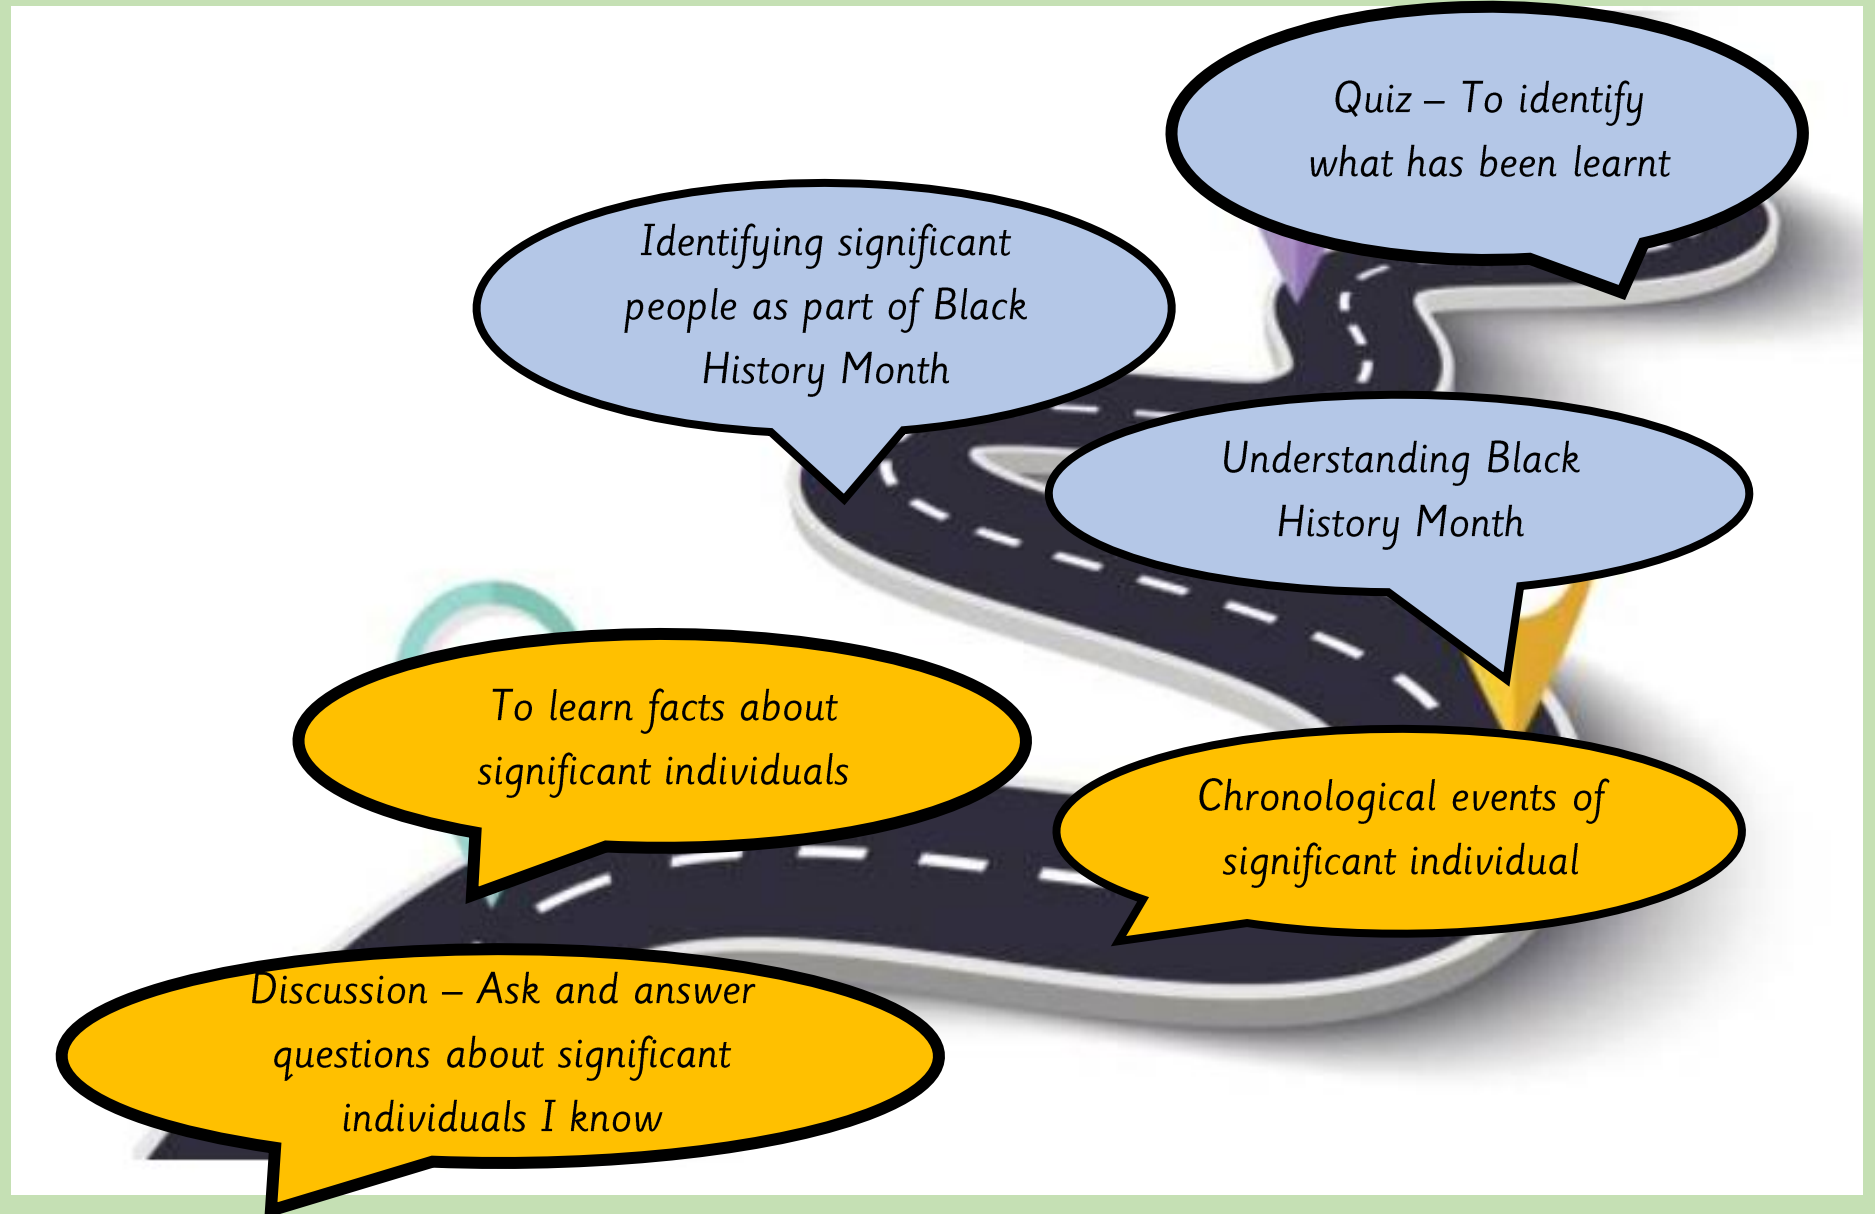 Quiz – To identify
what has been learnt
Identifying significant
people as part of Black
History Month
Understanding Black
History Month
To learn facts about
significant individuals
Chronological events of
significant individual
Discussion – Ask and answer
questions about significant
individuals I know